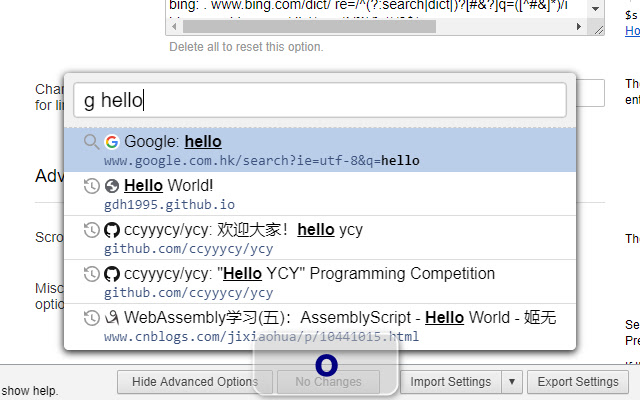 bing: . www.bing.com/dict/ re=/^(?:search|dict|)?[#&?]q=([^#&]*)/i
$s
Ho
Delete all to reset this option.
Char
for lin
The
ent
g hello
Google: hello
www.google.com.hk/search?ie=utf-8&q=hello
Hello World!
gdh1995.github.io
Adv
ccyyycy/ycy: 欢迎大家！hello ycy
github.com/ccyyycy/ycy
Scro
The
ccyyycy/ycy: "Hello YCY" Programming Competition
github.com/ccyyycy/ycy
Misc
optio
WebAssembly学习(五)：AssemblyScript - Hello World - 姬无
www.cnblogs.com/jixiaohua/p/10441015.html
Se
Pre
o
show help.
Hide Advanced Options
No Changes
Import Settings
Export Settings